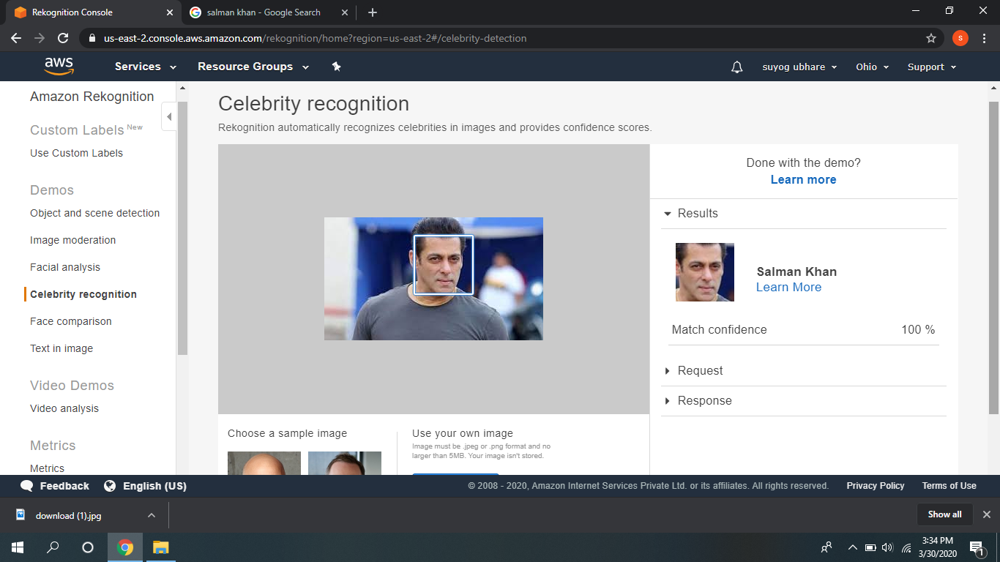 Rekognition Console
salman khan - Google Search
us-east-2.console.aws.amazon.com/rekognition/home?region=us-east-2#/celebrity-detection
s
aws
Services
Resource Groups
suyog ubhare
Ohio
Support
Amazon Rekognition
Custom Labels New
Use Custom Labels
Demos
Object and scene detection
Image moderation
Facial analysis
Celebrity recognition
Face comparison
Text in image
Video Demos
Video analysis
Metrics
Metrics
Celebrity recognition
Rekognition automatically recognizes celebrities in images and provides confidence scores.
Choose a sample image
Use your own image
Image must be .jpeg or .png format and no
larger than 5MB. Your image isn't stored.
Done with the demo?
Learn more
Results
Salman Khan
Learn More
Match confidence 100 %
Request
Response
Feedback
English (US)
© 2008 - 2020, Amazon Internet Services Private Ltd. or its affiliates. All rights reserved.
Privacy Policy
Terms of Use
download (1).jpg
Show all
3:34 PM
3/30/2020
1